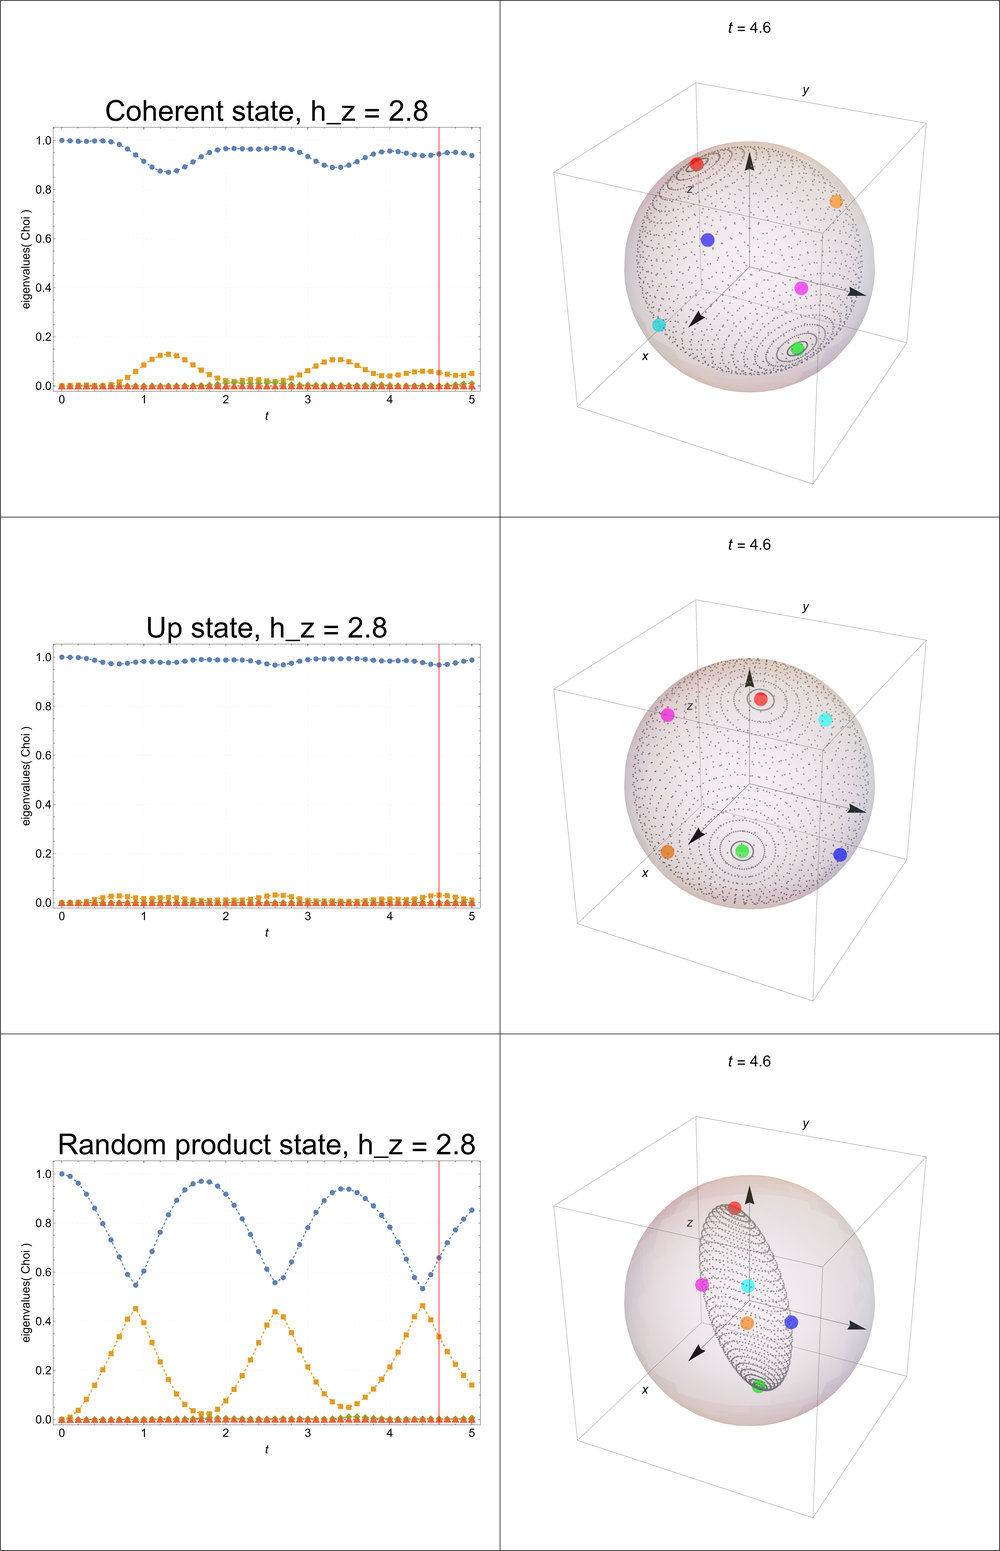 t = 4.6
y
Coherent state, h_z = 2.8
1.0
0.8
0.6
0.4
0.2
0.0
eigenvalues( Choi )
0 1 2 3 4 5
t
z
x
t = 4.6
y
Up state, h_z = 2.8
1.0
0.8
0.6
0.4
0.2
0.0
eigenvalues( Choi )
0 1 2 3 4 5
t
z
x
t = 4.6
y
Random product state, h_z = 2.8
1.0
0.8
0.6
0.4
0.2
0.0
eigenvalues( Choi )
0 1 2 3 4 5
t
z
x